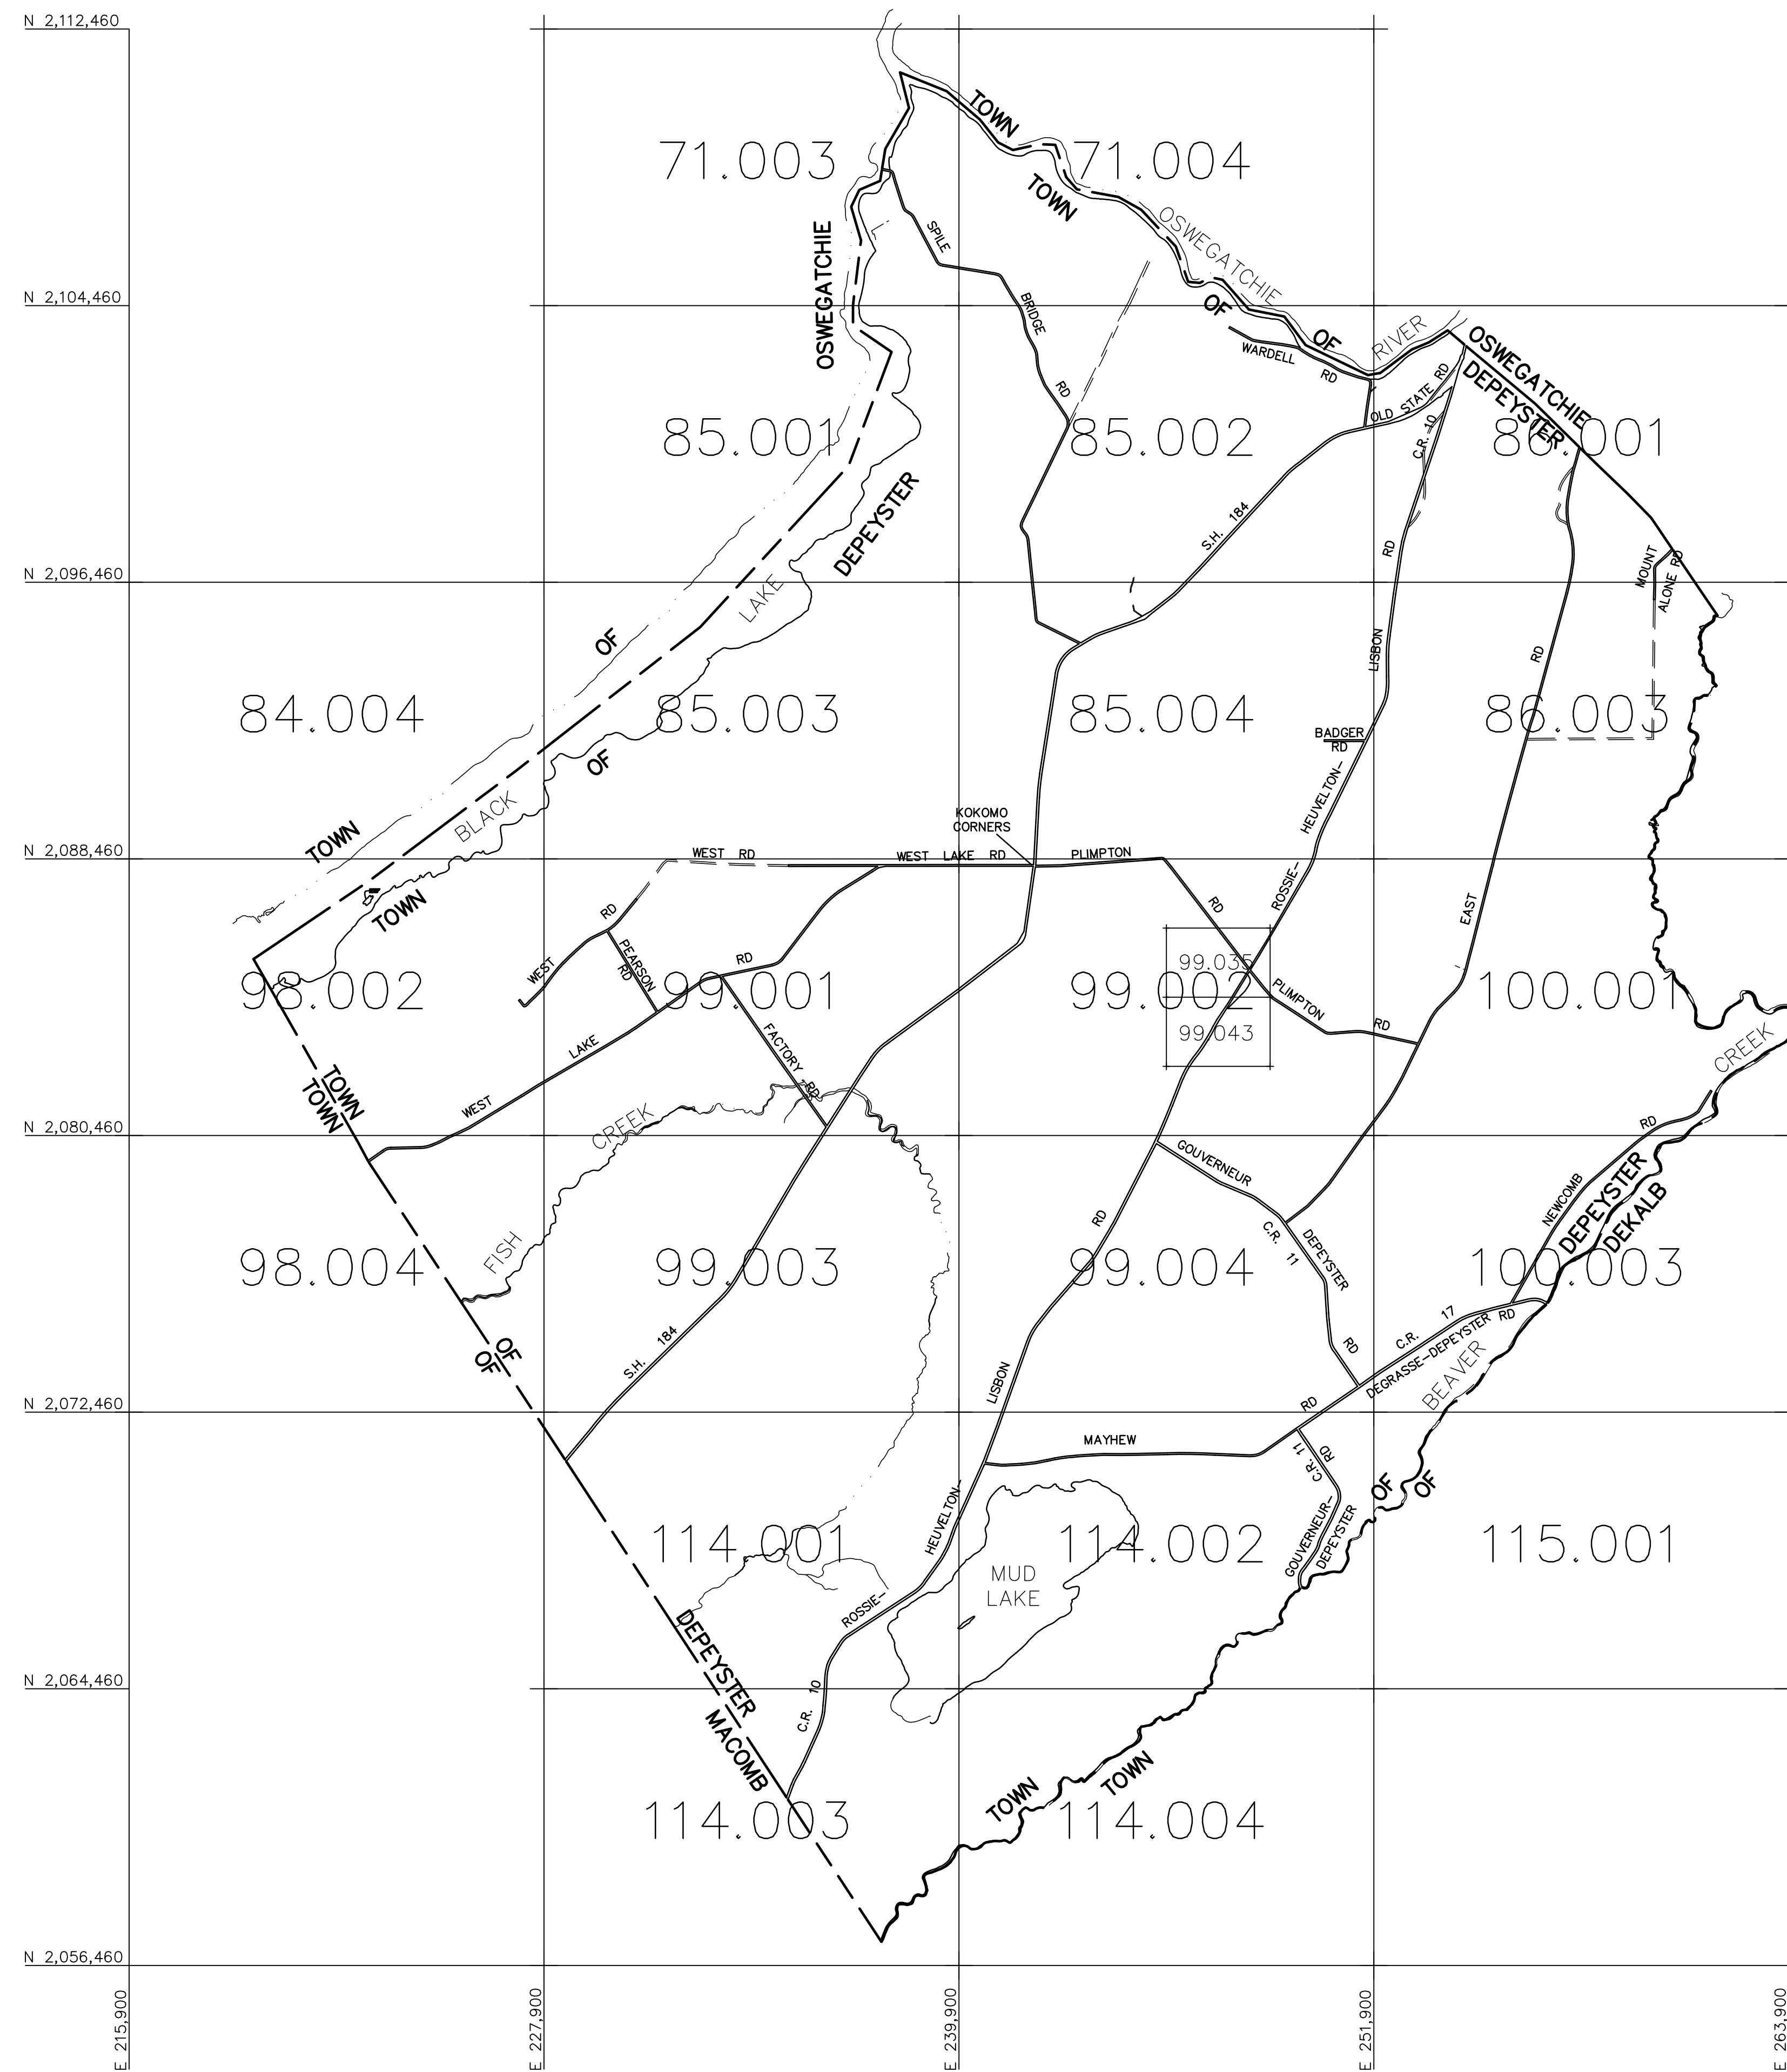 N 2,112,460
TOWN
71.003
71.004
TOWN
OSWEGATCHIE
SPILE
OSWEGATCHIE
N 2,104,460
BRIDGE
OF
OF
RIVER
WARDELL
RD
OSWEGATCHIE
DEPEYSTER
RD
OLD STATE RD
85.001
85.002
C.R. 10
86.001
DEPEYSTER
S.H. 184
RD
MOUNT
ALONE RD
N 2,096,460
LAKE
OF
LISBON
RD
84.004
85.003
85.004
86.003
OF
BADGER
RD
HEUVELTON-
BLACK
KOKOMO
CORNERS
TOWN
N 2,088,460
WEST RD
WEST LAKE RD
PLIMPTON
ROSSIE-
RD
RD
TOWN
EAST
PEARSON
RD
WEST
RD
99.035
98.002
99.001
99.002
100.001
PLIMPTON
RD
99.043
LAKE
FACTORY RD
CREEK
TOWN
TOWN
WEST
CREEK
N 2,080,460
RD
GOUVERNEUR
NEWCOMB
DEPEYSTER
DEKALB
RD
C.R. 11
DEPEYSTER
FISH
98.004
99.003
99.004
100.003
C.R. 17
RD
DEGRASSE-DEPEYSTER RD
S.H. 184
OF
OF
BEAVER
LISBON
RD
N 2,072,460
MAYHEW
RD
C.R. 11
OF
OF
HEUVELTON-
GOUVERNEUR-
DEPEYSTER
114.001
114.002
115.001
MUD
LAKE
ROSSIE-
DEPEYSTER
MACOMB
N 2,064,460
C.R. 10
TOWN
TOWN
114.003
114.004
N 2,056,460
E 215,900
E 227,900
E 239,900
E 251,900
E 263,900